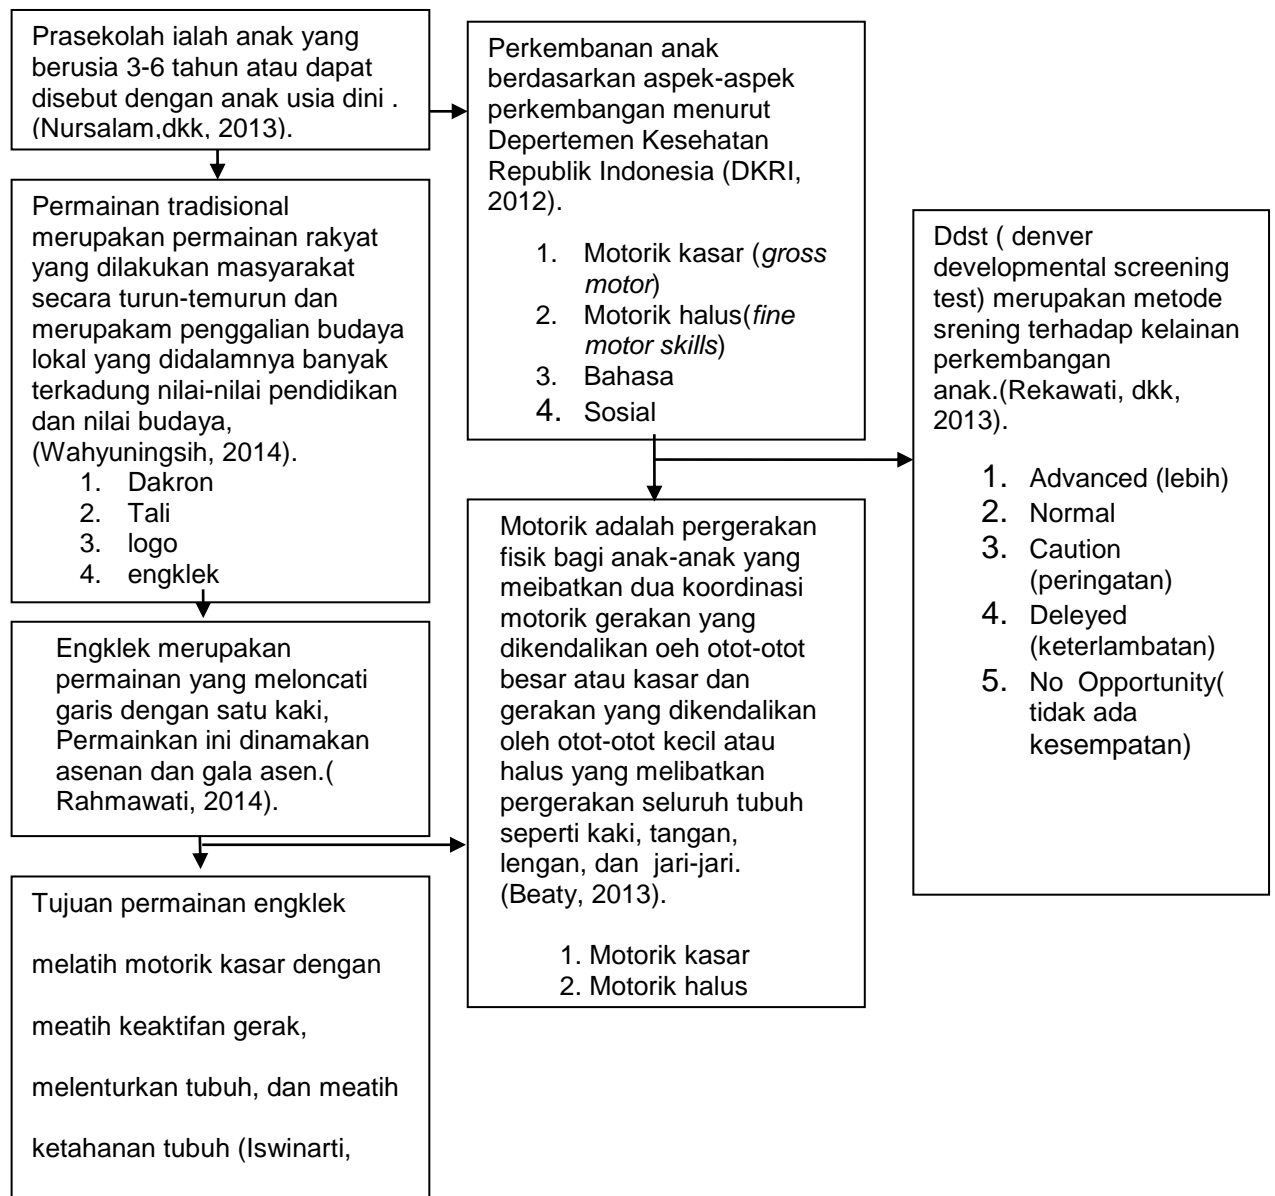 Prasekolah ialah anak yang
berusia 3-6 tahun atau dapat
disebut dengan anak usia dini .
(Nursalam,dkk, 2013).
Permainan tradisional
merupakan permainan rakyat
yang dilakukan masyarakat
secara turun-temurun dan
merupakam penggalian budaya
lokal yang didalamnya banyak
terkadung nilai-nilai pendidikan
dan nilai budaya,
(Wahyuningsih, 2014).
1. Dakron
2. Tali
3. logo
4. engklek
Engklek merupakan
permainan yang meloncati
garis dengan satu kaki,
Permainkan ini dinamakan
asenan dan gala asen.(
Rahmawati, 2014).
Tujuan permainan engklek
melatih motorik kasar dengan
meatih keaktifan gerak,
melenturkan tubuh, dan meatih
ketahanan tubuh (Iswinarti,
Perkembanan anak
berdasarkan aspek-aspek
perkembangan menurut
Depertemen Kesehatan
Republik Indonesia (DKRI,
2012).
1. Motorik kasar (gross
motor)
2. Motorik halus(fine
motor skills)
3. Bahasa
4. Sosial
Motorik adalah pergerakan
fisik bagi anak-anak yang
meibatkan dua koordinasi
motorik gerakan yang
dikendalikan oeh otot-otot
besar atau kasar dan
gerakan yang dikendalikan
oleh otot-otot kecil atau
halus yang melibatkan
pergerakan seluruh tubuh
seperti kaki, tangan,
lengan, dan jari-jari.
(Beaty, 2013).
1. Motorik kasar
2. Motorik halus
Ddst ( denver
developmental screening
test) merupakan metode
srening terhadap kelainan
perkembangan
anak.(Rekawati, dkk,
2013).
1. Advanced (lebih)
2. Normal
3. Caution
(peringatan)
4. Deleyed
(keterlambatan)
5. No Opportunity(
tidak ada
kesempatan)